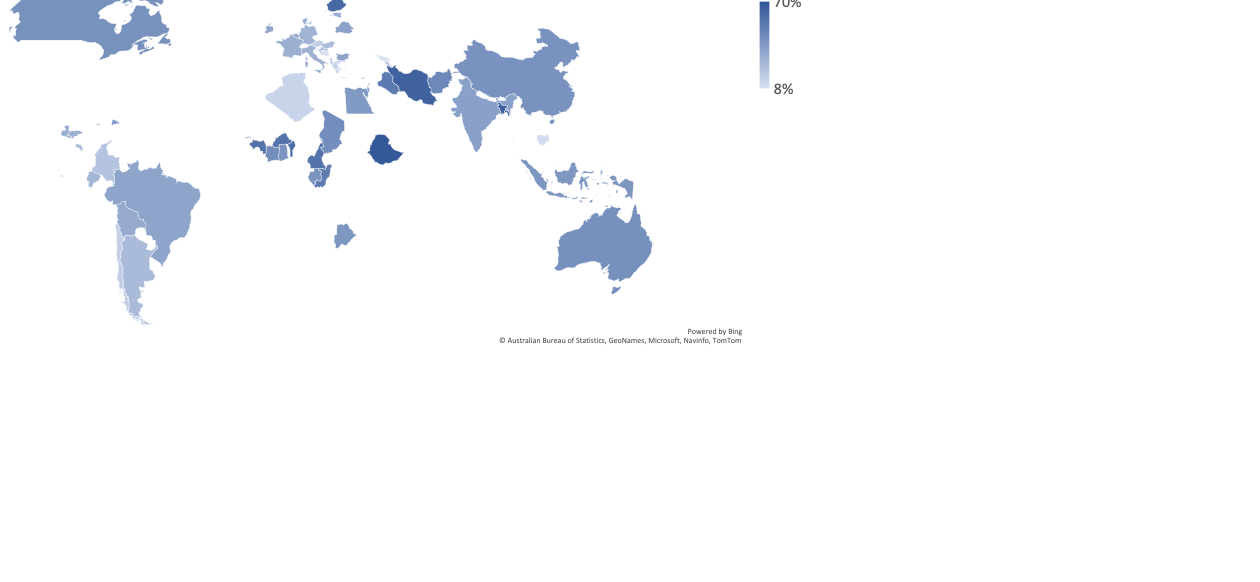 70%
8%
Powered by Bing
© Australian Bureau of Statistics, GeoNames, Microsoft, Navinfo, TomTom